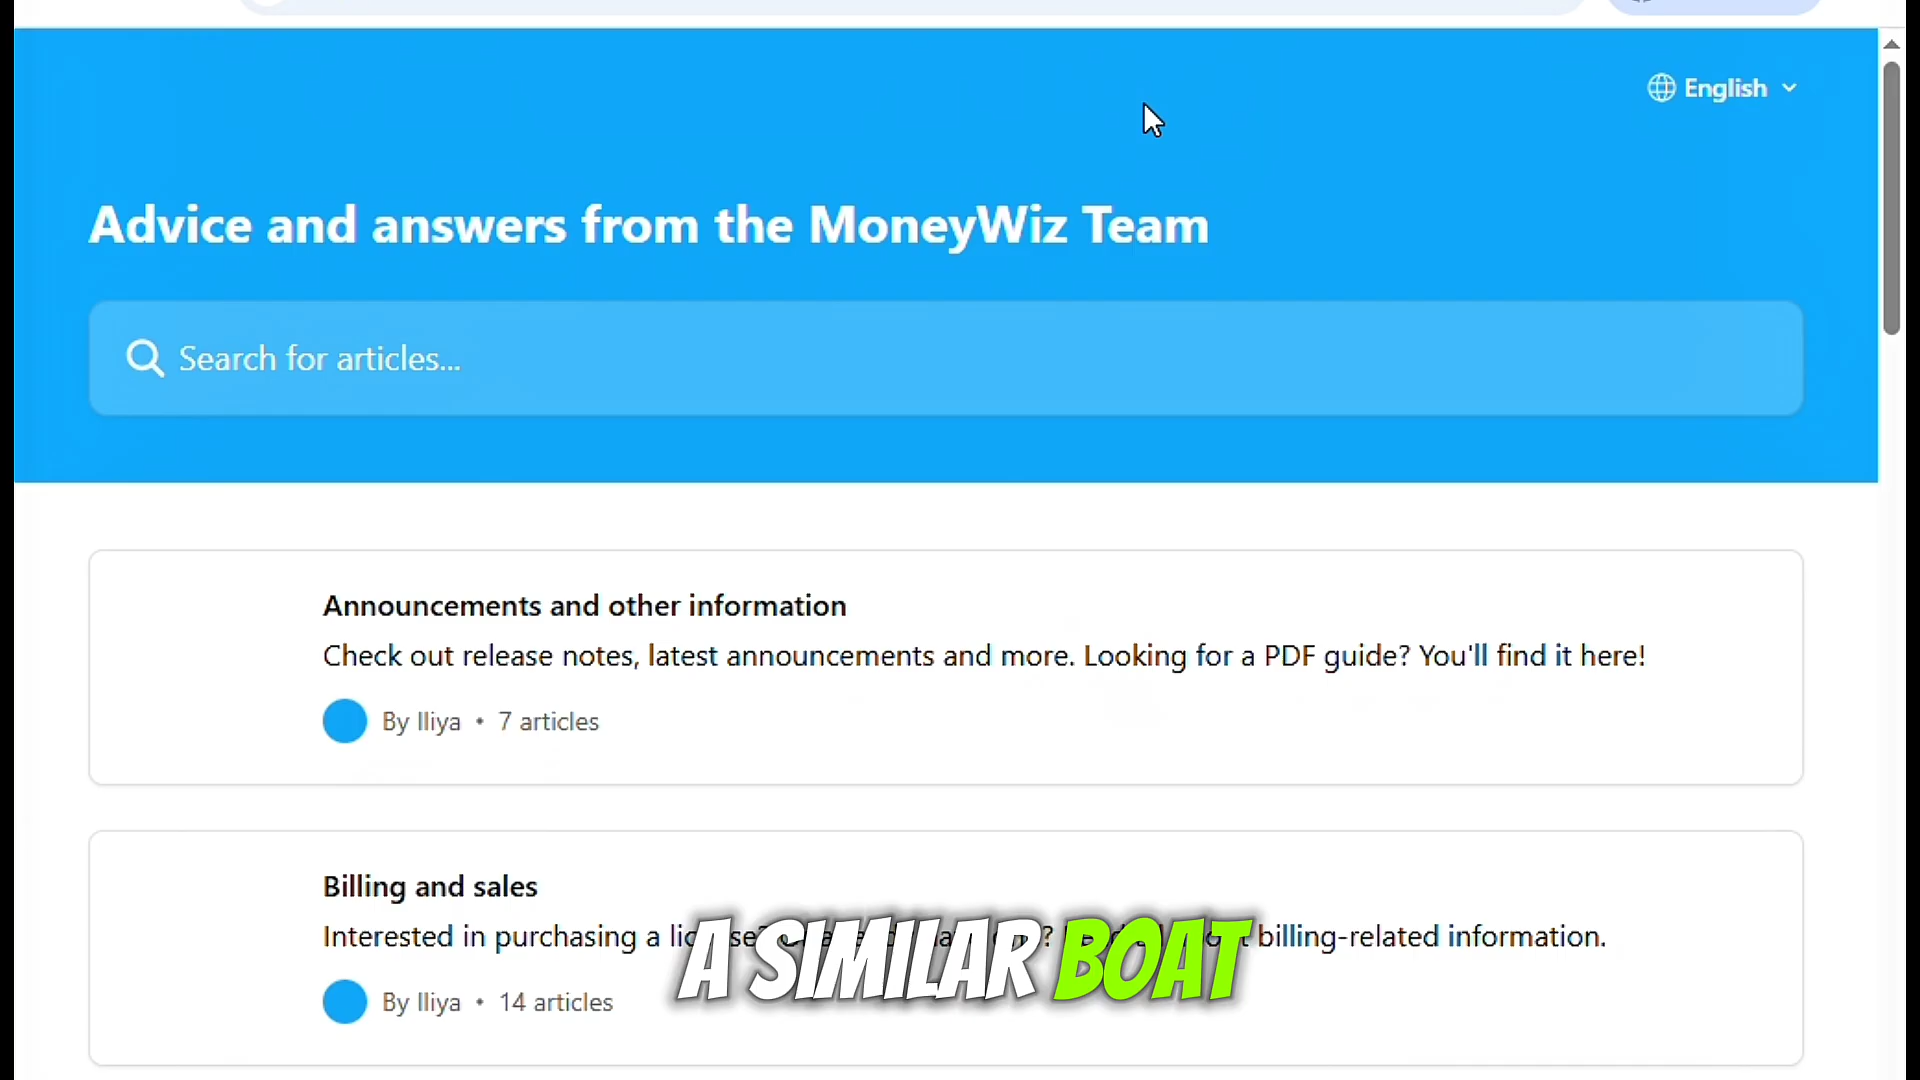 English
Advice and answers from the MoneyWiz Team
Search for articles...
Announcements and other information
Check out release notes, latest announcements and more. Looking for a PDF guide? You'll find it here!
By Iliya • 7 articles
Billing and sales
Interested in purchasing a billing-related information.
A SIMILAR BOAT
By Iliya • 14 articles